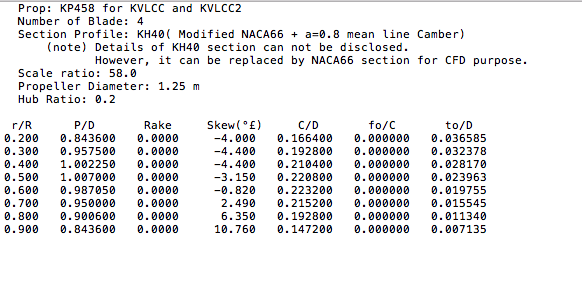 Prop: KP458 for KVLCC and KVLCC2
Number of Blade: 4
Section Profile: KH40( Modified NACA66 + a=0.8 mean line Camber)
(note) Details of KH40 section can not be disclosed.
However, it can be replaced by NACA66 section for CFD purpose.
Scale ratio: 58.0
Propeller Diameter: 1.25 m
Hub Ratio: 0.2
r/R P/D Rake Skew(°£) C/D fo/C to/D
0.200 0.843600 0.0000 -4.000 0.166400 0.000000 0.036585
0.300 0.957500 0.0000 -4.400 0.192800 0.000000 0.032378
0.400 1.002250 0.0000 -4.400 0.210400 0.000000 0.028170
0.500 1.007000 0.0000 -3.150 0.220800 0.000000 0.023963
0.600 0.987050 0.0000 -0.820 0.223200 0.000000 0.019755
0.700 0.950000 0.0000 2.490 0.215200 0.000000 0.015545
0.800 0.900600 0.0000 6.350 0.192800 0.000000 0.011340
0.900 0.843600 0.0000 10.760 0.147200 0.000000 0.007135